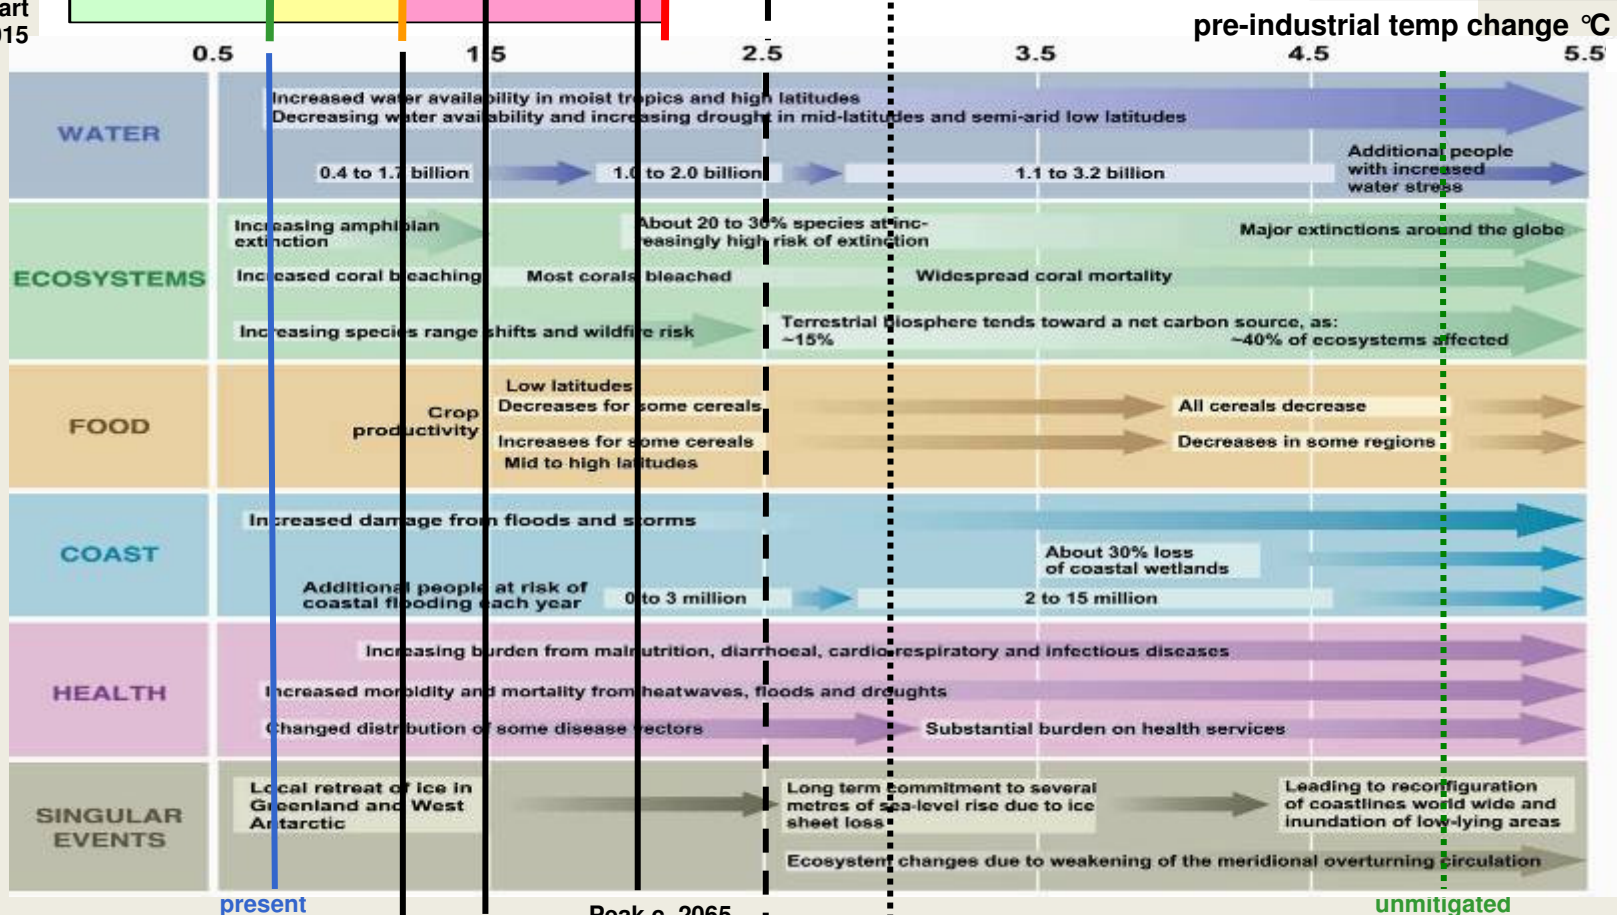 art
015
pre-industrial temp change °C
0.5 1.5 2.5 3.5 4.5 5.5
WATER
Increased water availability in moist tropics and high latitudes
Decreasing water availability and increasing drought in mid-latitudes and semi-arid low latitudes
0.4 to 1.7 billion
1.0 to 2.0 billion
1.1 to 3.2 billion
Additional people
with increased
water stress
ECOSYSTEMS
Increasing amphibian
extinction
About 20 to 30% species at inc-
reasingly high risk of extinction
Major extinctions around the globe
Increased coral bleaching
Most corals bleached
Widespread coral mortality
Increasing species range shifts and wildfire risk
Terrestrial biosphere tends toward a net carbon source, as:
~15%
~40% of ecosystems affected
FOOD
Crop
productivity
Low latitudes
Decreases for some cereals
All cereals decrease
Increases for some cereals
Decreases in some regions
Mid to high latitudes
COAST
Increased damage from floods and storms
About 30% loss
of coastal wetlands
Additional people at risk of
coastal flooding each year
0 to 3 million
2 to 15 million
HEALTH
Increasing burden from malnutrition, diarrhoeal, cardio-respiratory and infectious diseases
Increased morbidity and mortality from heatwaves, floods and droughts
Changed distribution of some disease vectors
Substantial burden on health services
SINGULAR
EVENTS
Local retreat of ice in
Greenland and West
Antarctic
Long term commitment to several
metres of sea-level rise due to ice
sheet loss
Leading to reconfiguration
of coastlines world wide and
inundation of low-lying areas
Ecosystem changes due to weakening of the meridional overturning circulation
present
Peak c. 2065
unmitigated